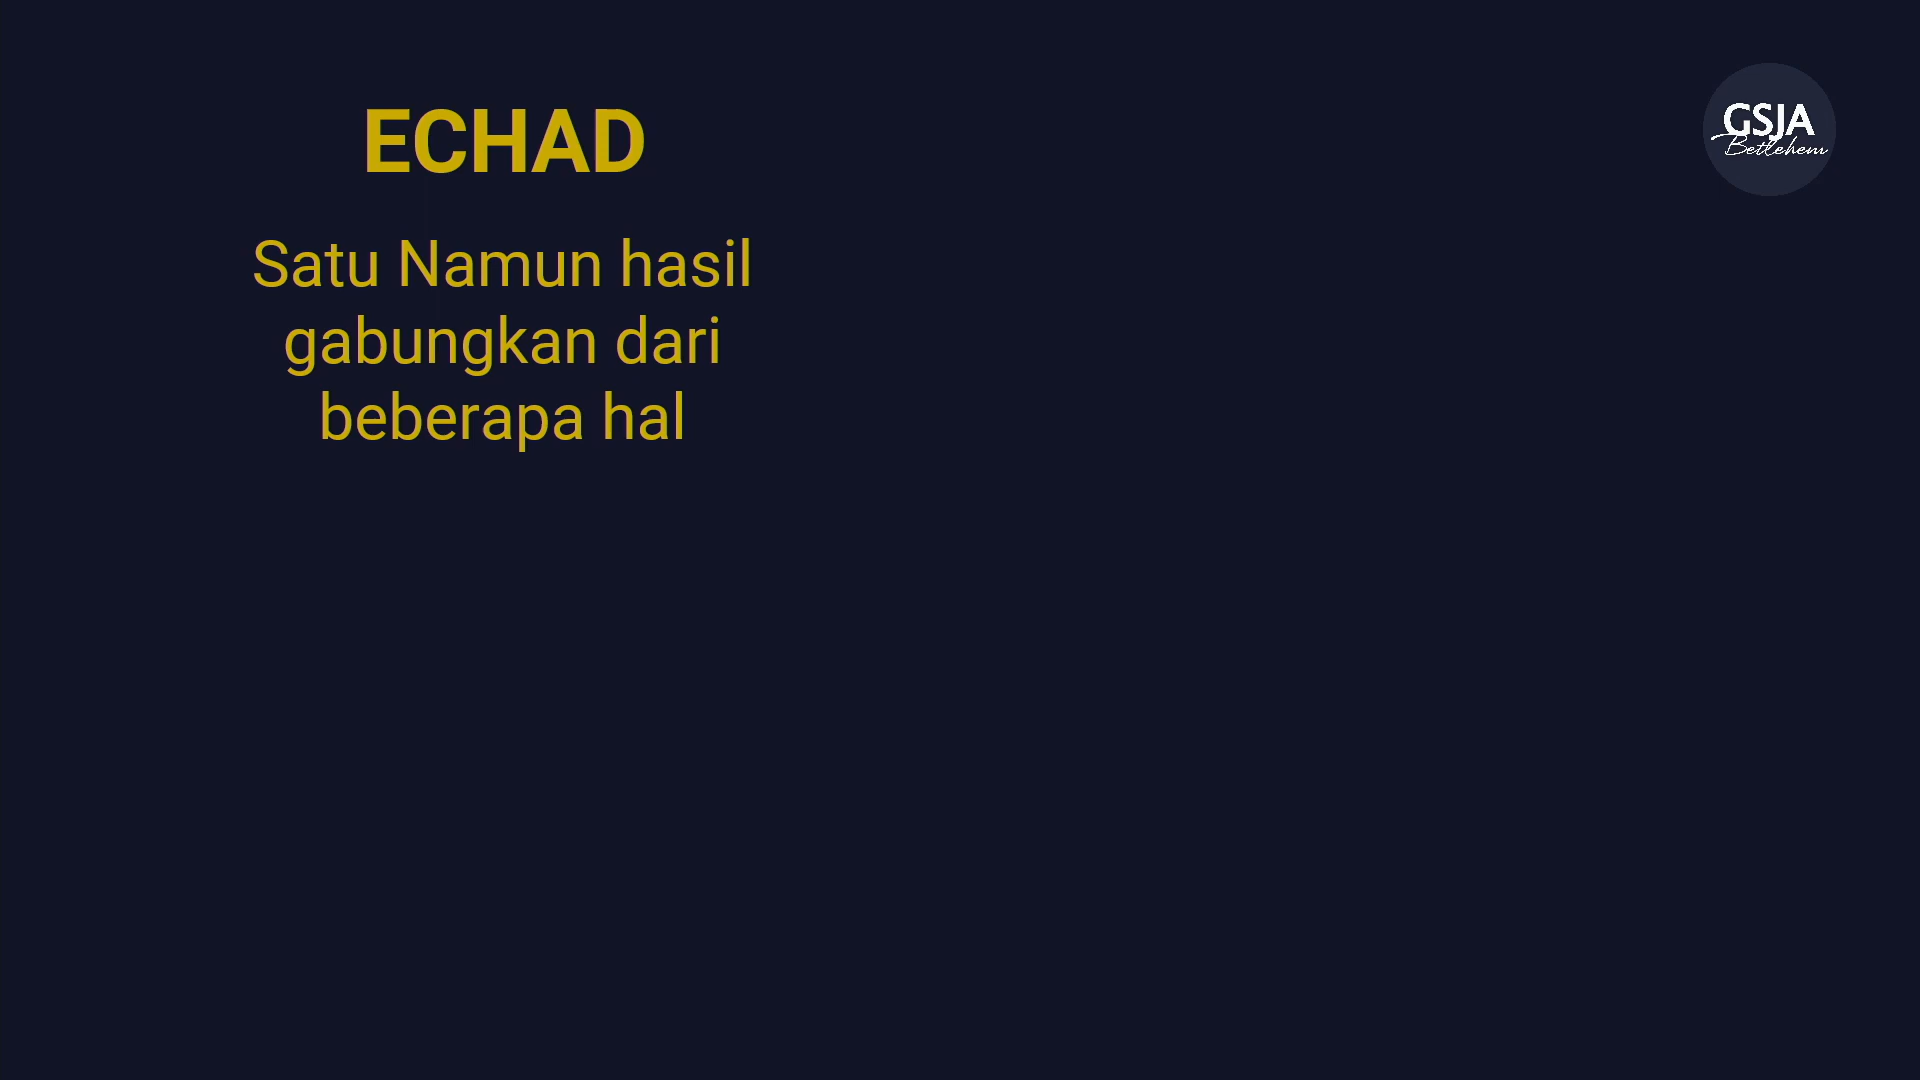 ECHAD
Satu Namun hasil
gabungkan dari
beberapa hal
GSJA
Betlehem